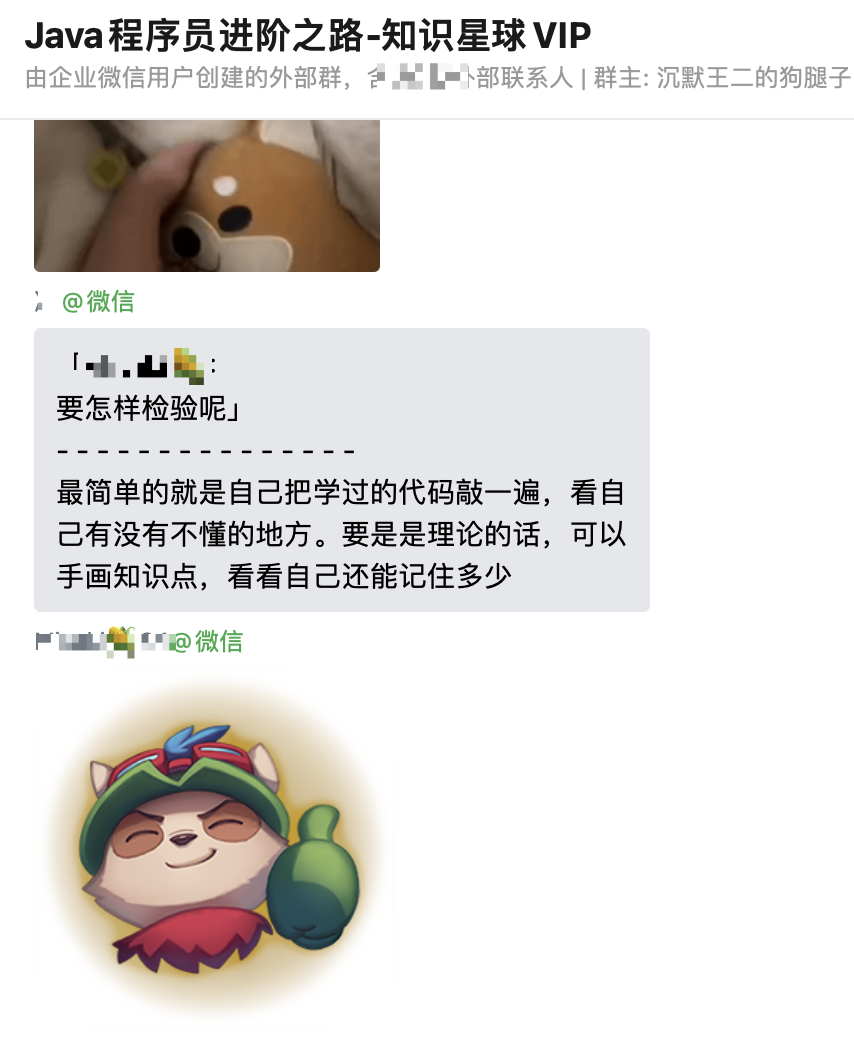 Java程序员进阶之路-知识星球 VIP
由企业微信用户创建的外部群，含 部联系人 | 群主: 沉默王二的狗腿子
@微信
「 :
要怎样检验呢」
- - - - - - - - - - - - - - -
最简单的就是自己把学过的代码敲一遍，看自
己有没有不懂的地方。要是是理论的话，可以
手画知识点，看看自己还能记住多少
@微信